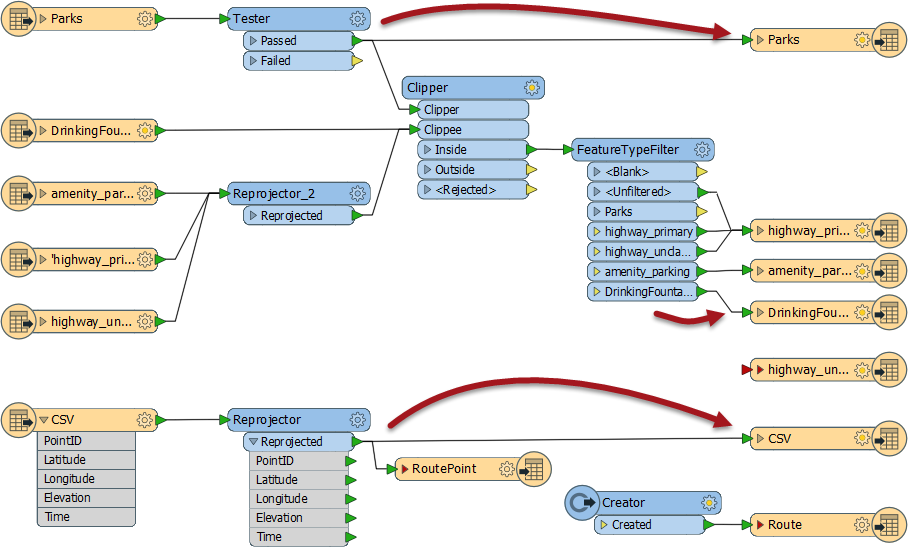 Parks
Tester
Passed
Failed
Parks
Clipper
Clipper
Clippee
Inside
Outside
<Rejected>
DrinkingFou...
FeatureTypeFilter
<Blank>
<Unfiltered>
Parks
highway_primary
highway_uncla...
amenity_parking
DrinkingFounta...
amenity_par...
Reprojector_2
Reprojected
'highway_pri...
highway_un...
highway_pri...
amenity_pa...
DrinkingFou...
highway_un...
CSV
PointID
Latitude
Longitude
Elevation
Time
Reprojector
Reprojected
PointID
Latitude
Longitude
Elevation
Time
RoutePoint
CSV
Creator
Created
Route